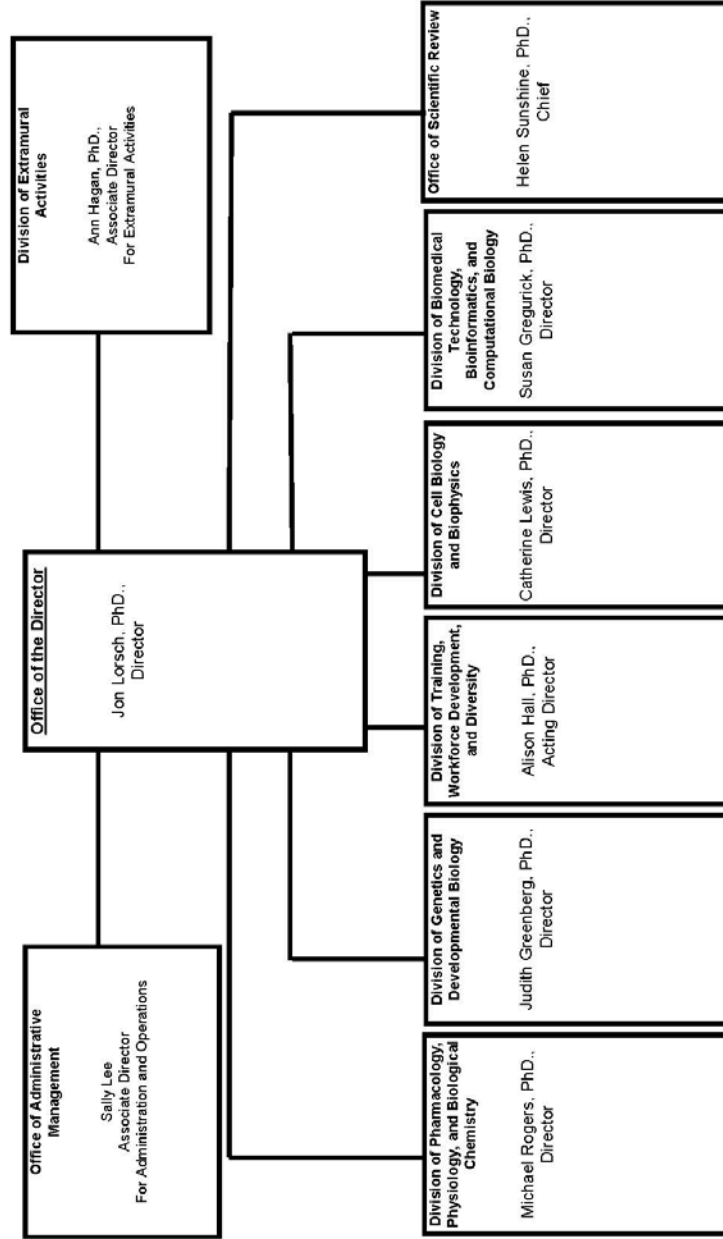 Office of the Director
Jon Lorsch, PhD.,
Director
Office of Administrative
Management
Sally Lee
Associate Director
For Administration and Operations
Division of Extramural
Activities
Ann Hagan, PhD.,
Associate Director
For Extramural Activities
Division of Pharmacology,
Physiology, and Biological
Chemistry
Michael Rogers, PhD.,
Director
Division of Genetics and
Developmental Biology
Judith Greenberg, PhD.,
Director
Division of Training,
Workforce Development,
and Diversity
Alison Hall, PhD.,
Acting Director
Division of Cell Biology
and Biophysics
Catherine Lewis, PhD.,
Director
Division of Biomedical
Technology,
Bioinformatics, and
Computational Biology
Susan Gregurick, PhD.,
Director
Office of Scientific Review
Helen Sunshine, PhD.,
Chief